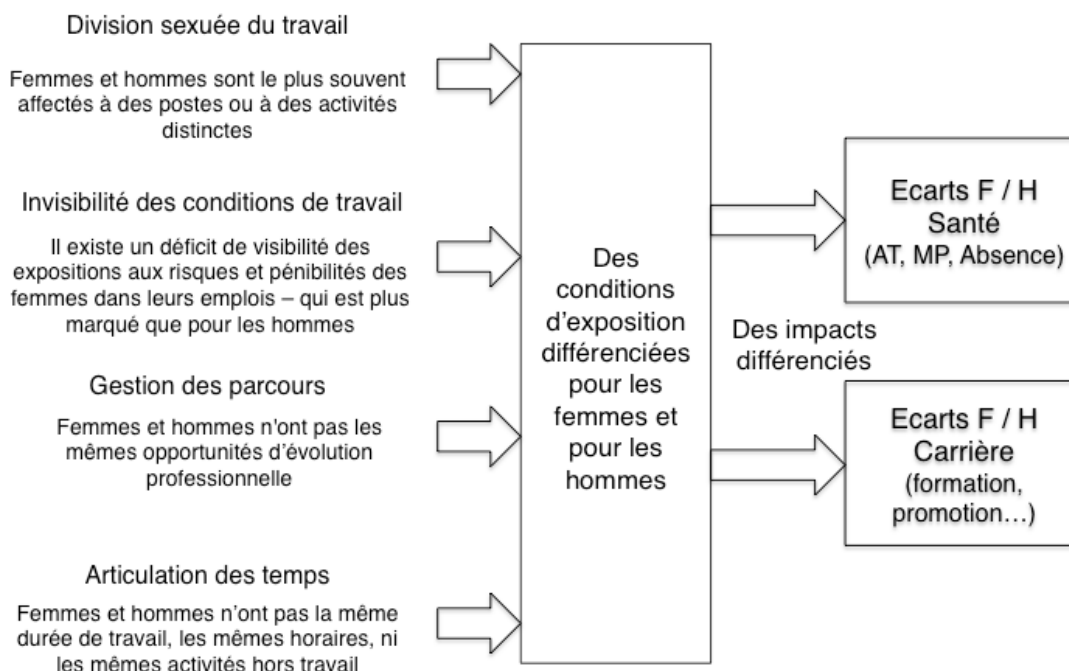 Division sexuée du travail
Femmes et hommes sont le plus souvent
affectés à des postes ou à des activités
distinctes
Invisibilité des conditions de travail
Il existe un déficit de visibilité des
expositions aux risques et pénibilités des
femmes dans leurs emplois – qui est plus
marqué que pour les hommes
Gestion des parcours
Femmes et hommes n'ont pas les
mêmes opportunités d'évolution
professionnelle
Articulation des temps
Femmes et hommes n'ont pas la même
durée de travail, les mêmes horaires, ni
les mêmes activités hors travail
Des
conditions
d'exposition
différenciées
pour les
femmes et
pour les
hommes
Des impacts
différenciés
Ecarts F / H
Santé
(AT, MP, Absence)
Ecarts F / H
Carrière
(formation,
promotion…)